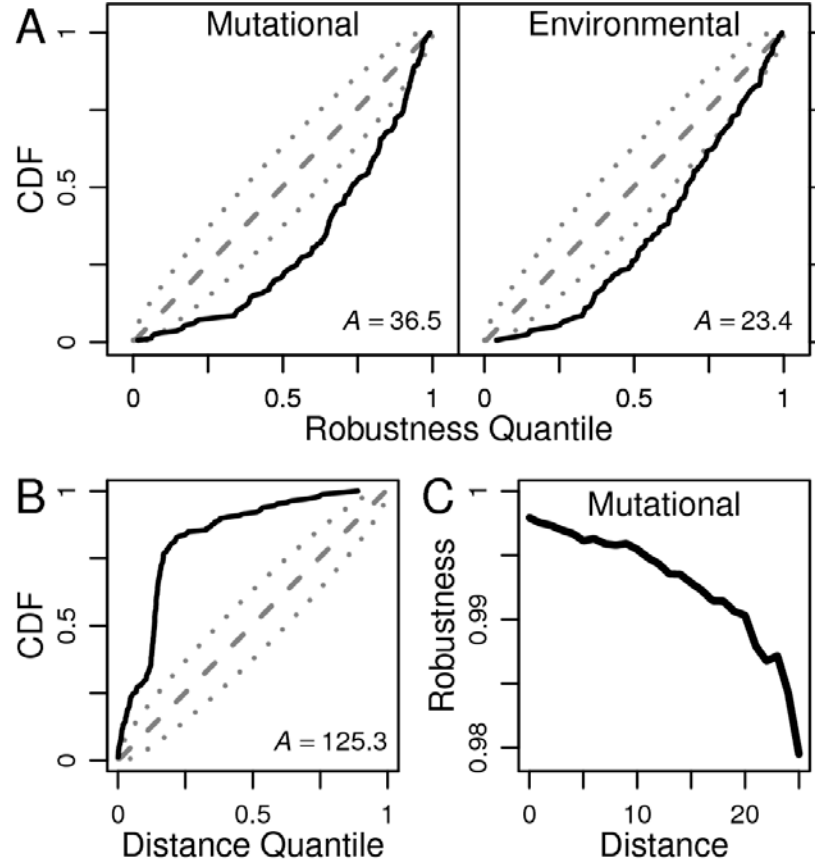 A
Mutational
Environmental
CDF
1
0.5
0
A = 36.5
A = 23.4
0
0.5
1
0
0.5
1
Robustness Quantile
B
CDF
1
0.5
0
A = 125.3
0
0.5
1
Distance Quantile
C
Mutational
Robustness
1
0.99
0.98
0
10
20
Distance